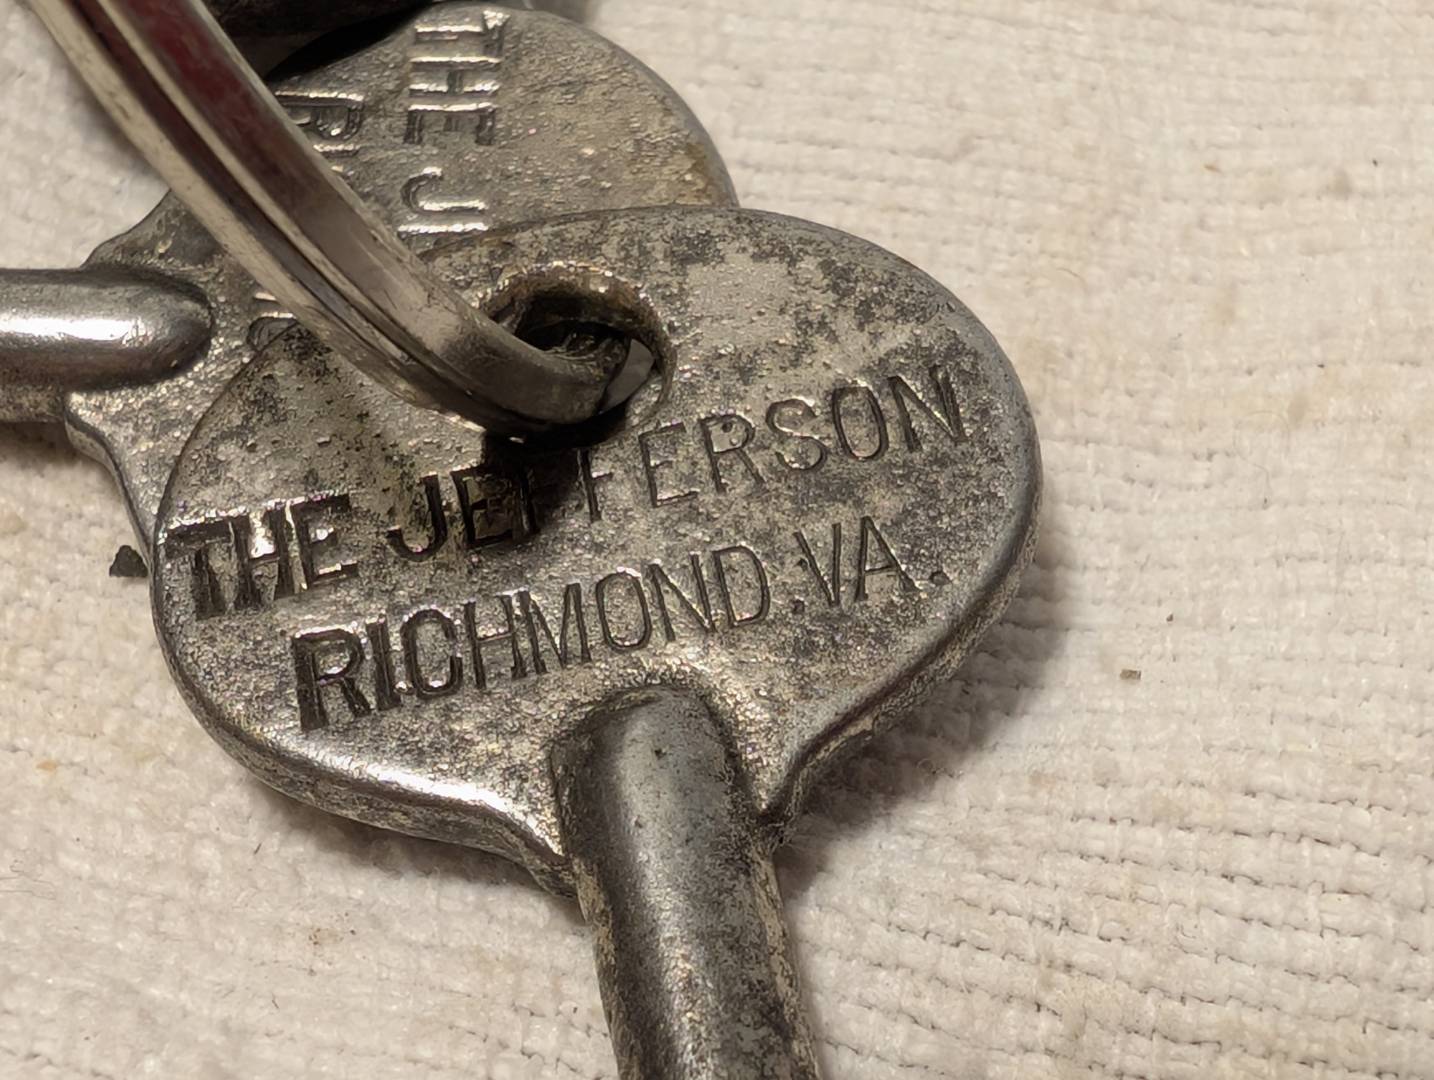 THE J
THE JEFFERSON
RICHMOND.VA.